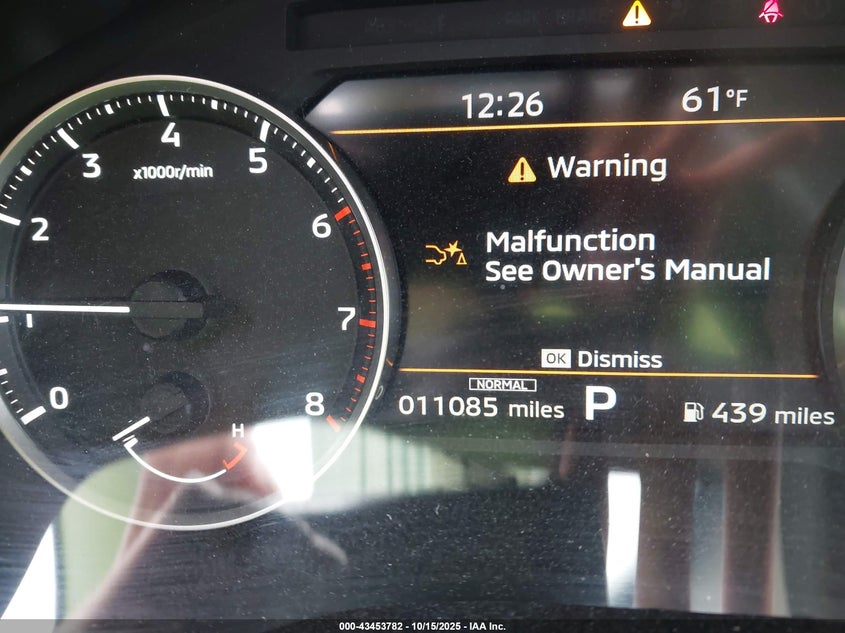 12:26 61°F
Warning
Malfunction
See Owner's Manual
OK Dismiss
NORMAL
011085 miles P 439 miles
0 1 2 3 4 5 6 7 8
x1000r/min
H
000-43453782 - 10/15/2025 - IAA Inc.